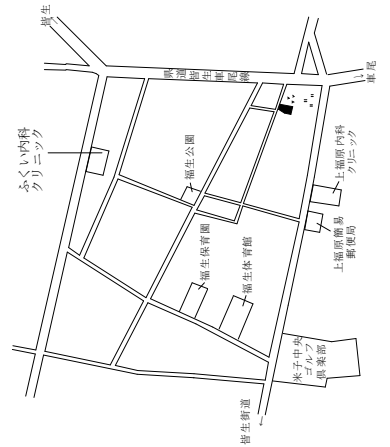 皆生
車尾
県道皆生車尾線
ふくい内科
クリニック
福生公園
福生保育園
福生体育館
上福原内科
クリニック
上福原簡易
郵便局
米子中央
ゴルフ
倶楽部
皆生街道